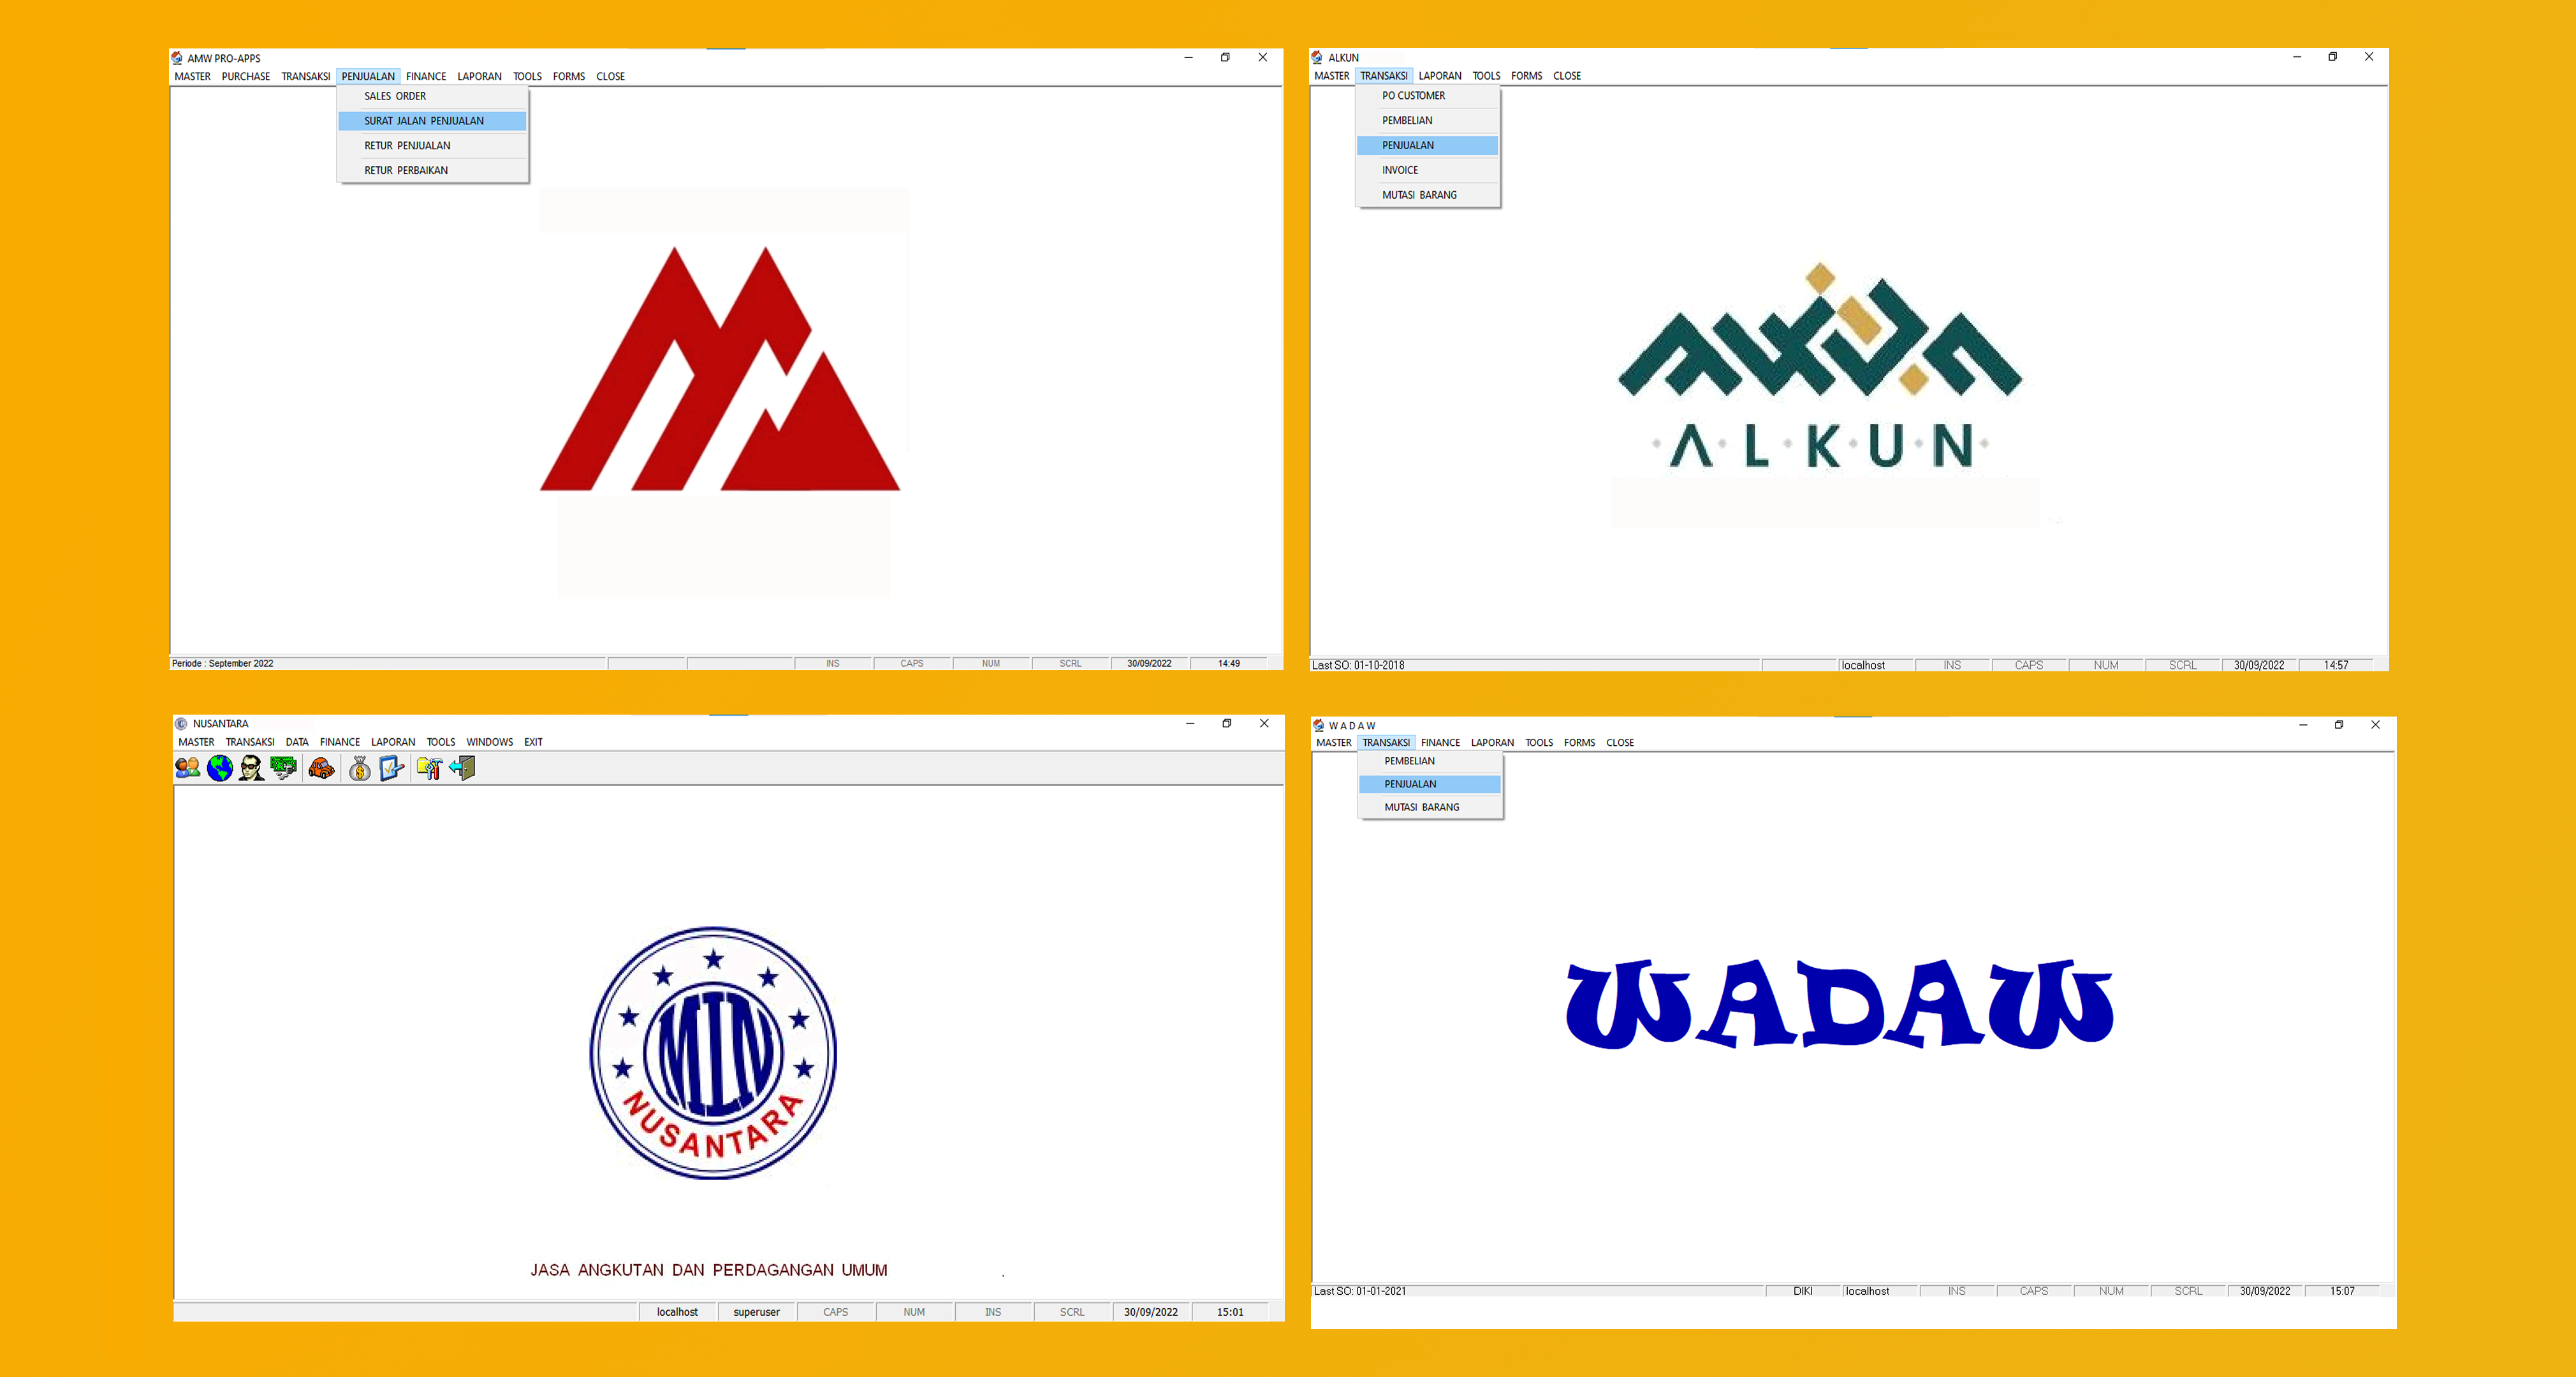 AMW PRO-APPS
MASTER PURCHASE TRANSAKSI PENJUALAN FINANCE LAPORAN TOOLS FORMS CLOSE
SALES ORDER
SURAT JALAN PENJUALAN
RETUR PENJUALAN
RETUR PERBAIKAN
Periode : September 2022 INS CAPS NUM SCRL 30/09/2022 14:49
ALKUN
MASTER TRANSAKSI LAPORAN TOOLS FORMS CLOSE
PO CUSTOMER
PEMBELIAN
PENJUALAN
INVOICE
MUTASI BARANG
A·L·K·U·N
Last SO: 01-10-2018 localhost INS CAPS NUM SCRL 30/09/2022 14:57
NUSANTARA
MASTER TRANSAKSI DATA FINANCE LAPORAN TOOLS WINDOWS EXIT
MIN
NUSANTARA
JASA ANGKUTAN DAN PERDAGANGAN UMUM .
localhost superuser CAPS NUM INS SCRL 30/09/2022 15:01
W A D A W
MASTER TRANSAKSI FINANCE LAPORAN TOOLS FORMS CLOSE
PEMBELIAN
PENJUALAN
MUTASI BARANG
WADAW
Last SO: 01-01-2021 DIKI localhost INS CAPS NUM SCRL 30/09/2022 15:07